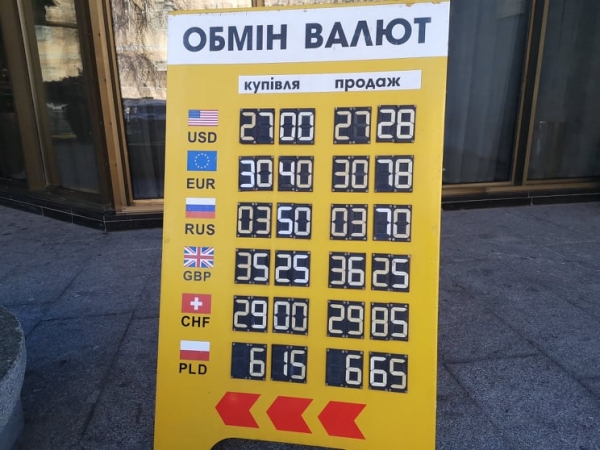 ОБМІН ВАЛЮТ
купівля продаж
USD 27 00 27 28
EUR 30 40 30 78
RUS 03 50 03 70
GBP 35 25 36 25
CHF 29 00 29 85
PLD 6 15 6 65